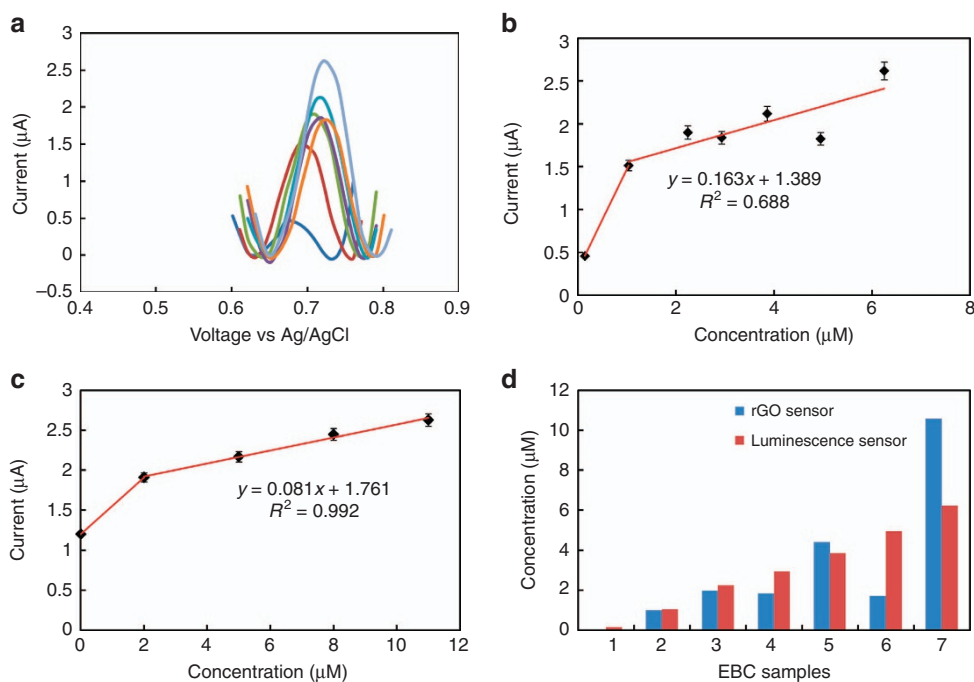 a
Current (μA)
3
2.5
2
1.5
1
0.5
0
–0.5
0.4 0.5 0.6 0.7 0.8 0.9
Voltage vs Ag/AgCl
b
Current (μA)
3
2.5
2
1.5
1
0.5
0
y = 0.163x + 1.389
R² = 0.688
0 2 4 6 8
Concentration (μM)
c
Current (μA)
3
2.5
2
1.5
1
0.5
0
y = 0.081x + 1.761
R² = 0.992
0 2 4 6 8 10 12
Concentration (μM)
d
Concentration (μM)
12
10
8
6
4
2
0
rGO sensor
Luminescence sensor
1 2 3 4 5 6 7
EBC samples